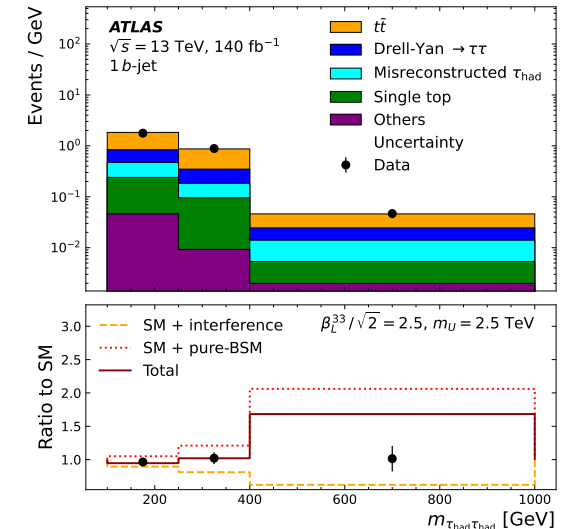 ATLAS
√s = 13 TeV, 140 fb⁻¹
1 b-jet
tt̄
Drell-Yan → ττ
Misreconstructed τ_had
Single top
Others
Uncertainty
Data
Events / GeV
10²
10¹
10⁰
10⁻¹
10⁻²
SM + interference
SM + pure-BSM
Total
β_L³³/√2 = 2.5, m_U = 2.5 TeV
Ratio to SM
3.0
2.5
2.0
1.5
1.0
200 400 600 800 1000
m_τhadτhad [GeV]